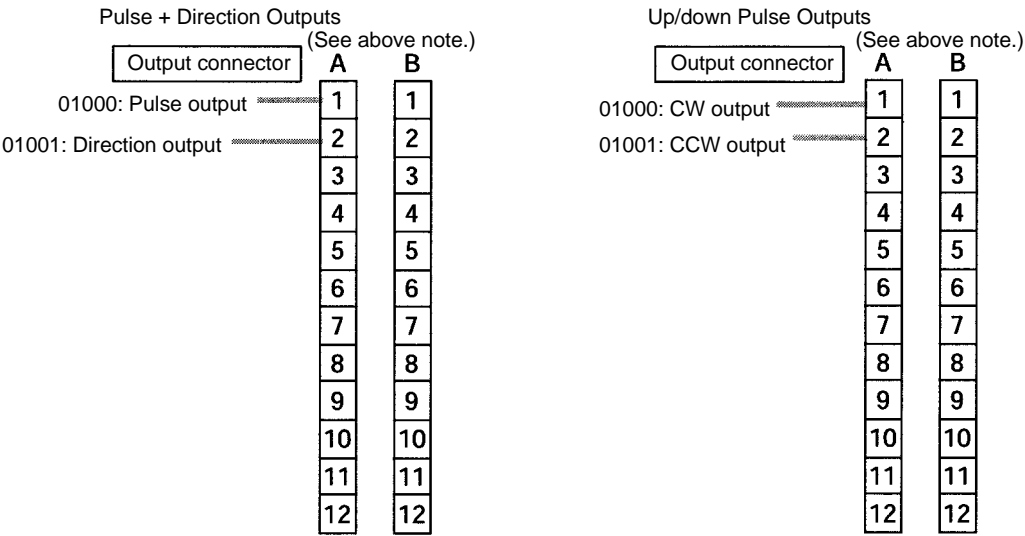 Pulse + Direction Outputs
(See above note.)
Output connector A B
01000: Pulse output 1 1
01001: Direction output 2 2
3 3
4 4
5 5
6 6
7 7
8 8
9 9
10 10
11 11
12 12
Up/down Pulse Outputs
(See above note.)
Output connector A B
01000: CW output 1 1
01001: CCW output 2 2
3 3
4 4
5 5
6 6
7 7
8 8
9 9
10 10
11 11
12 12